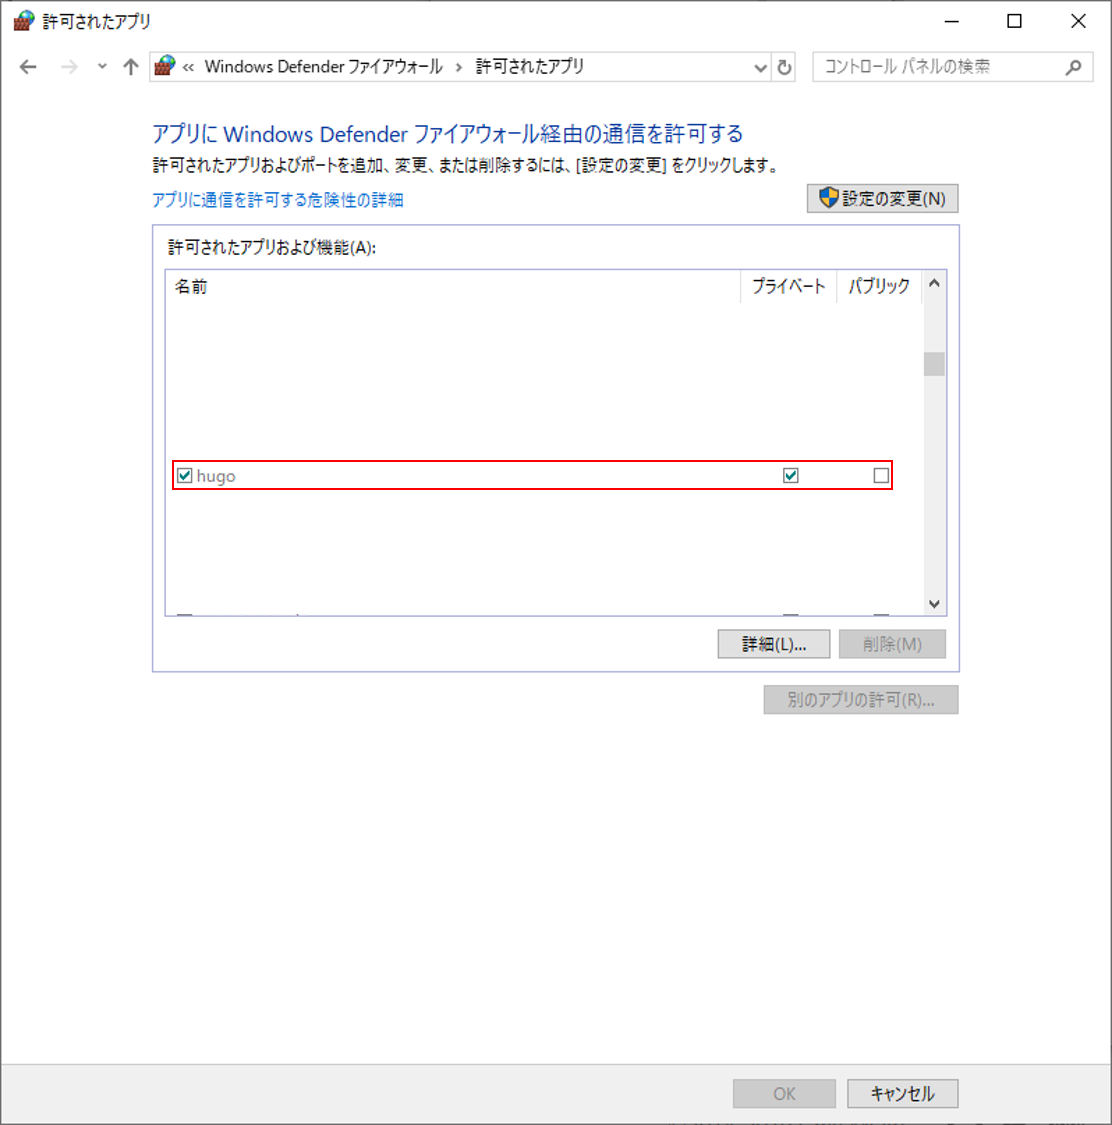 許可されたアプリ
« Windows Defender ファイアウォール › 許可されたアプリ
コントロール パネルの検索
アプリに Windows Defender ファイアウォール経由の通信を許可する
許可されたアプリおよびポートを追加、変更、または削除するには、[設定の変更] をクリックします。
アプリに通信を許可する危険性の詳細
設定の変更(N)
許可されたアプリおよび機能(A):
名前 プライベート パブリック
hugo
詳細(L)... 削除(M)
別のアプリの許可(R)...
OK キャンセル